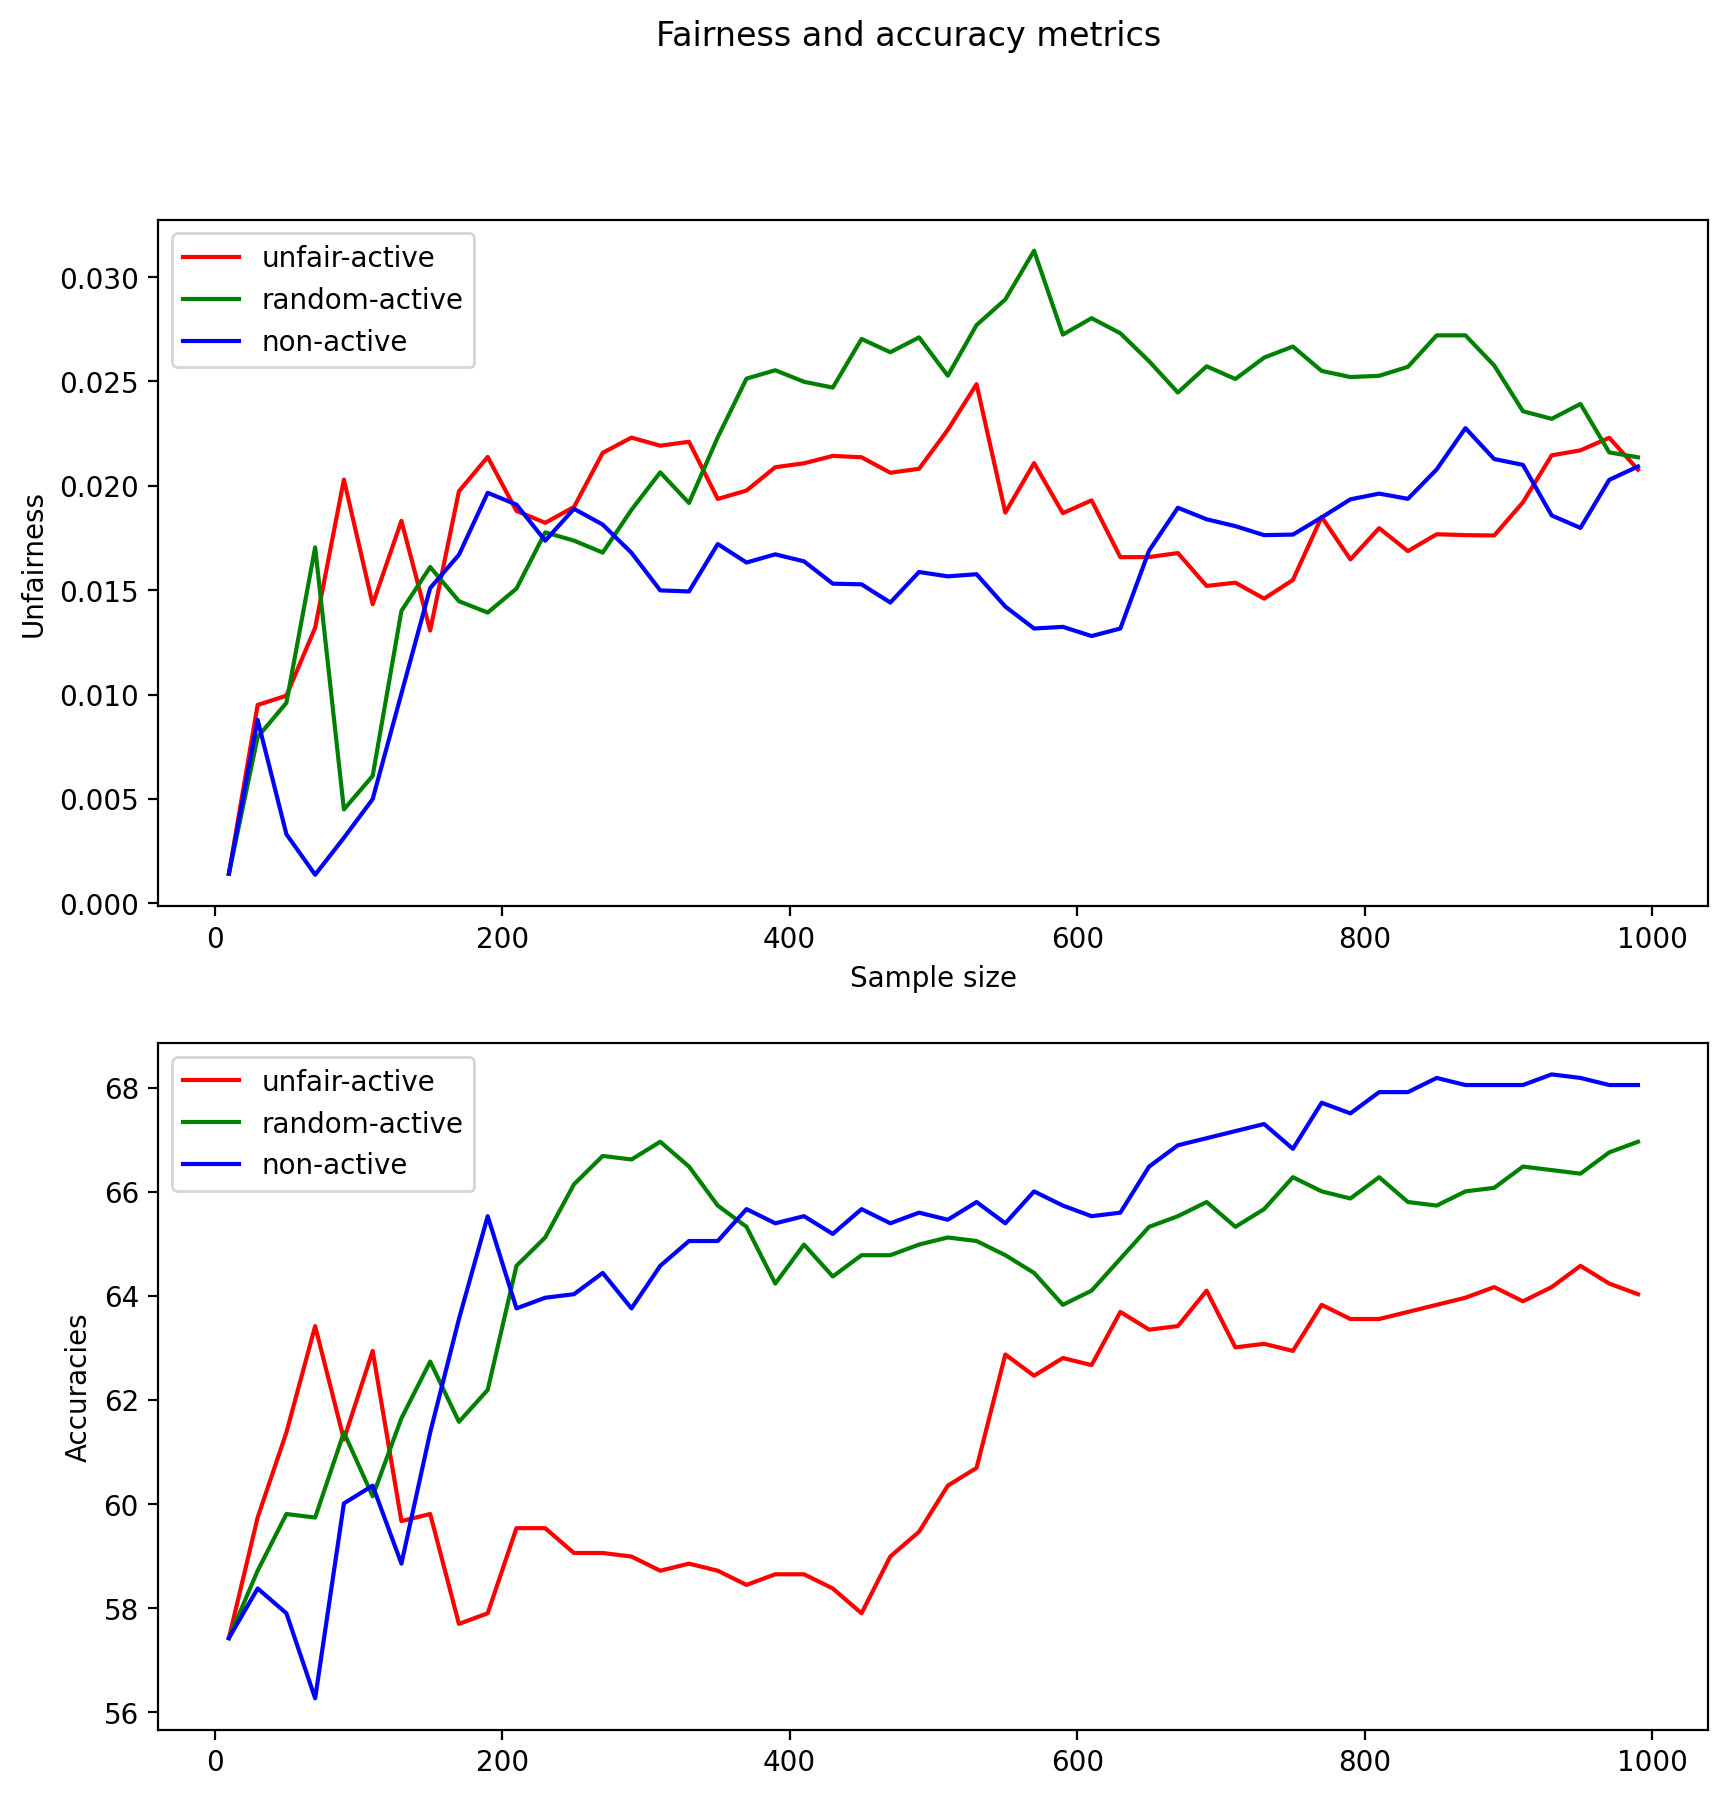 Fairness and accuracy metrics
unfair-active
random-active
non-active
Unfairness
0.030
0.025
0.020
0.015
0.010
0.005
0.000
0 200 400 600 800 1000
Sample size
unfair-active
random-active
non-active
Accuracies
68
66
64
62
60
58
56
0 200 400 600 800 1000